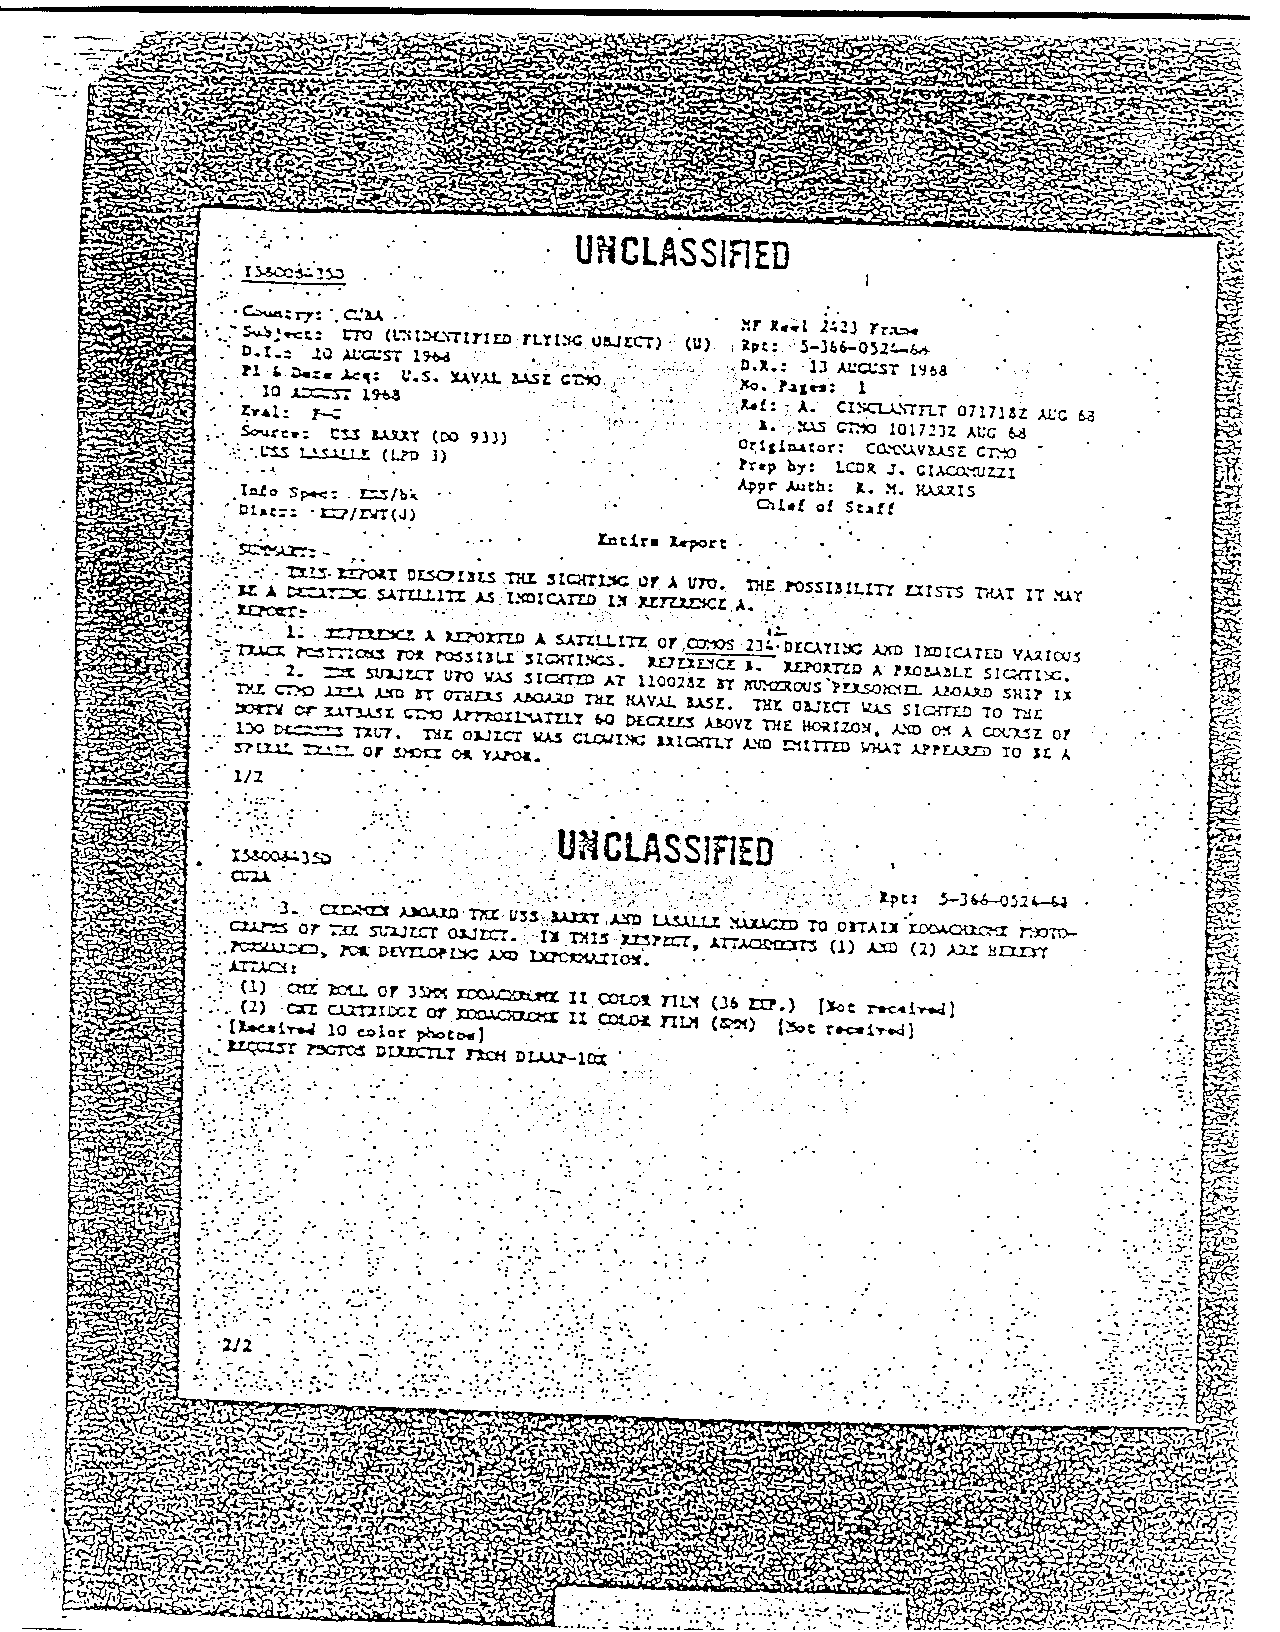 UNCLASSIFIED
Country: CUBA
Subject: UFO (UNIDENTIFIED FLYING OBJECT) (U)
D.I.: 10 AUGUST 1968
Pl & Date Acq: U.S. NAVAL BASE GTMO
10 AUGUST 1968
Eval:
Source: USS BARRY (DD 933)
USS LASALLE (LPD 3)
Info Spec:
Distr:
MF Reel 2423 Frame
Rpt: 5-366-0524-68
D.R.: 13 AUGUST 1968
No. Pages: 1
Ref: A. CINCLANTFLT 071718Z AUG 68
B. NAS GTMO 101723Z AUG 68
Originator: COMNAVBASE GTMO
Prep by: LCDR J. GIACOMUZZI
Appr Auth: R. M. HARRIS
Chief of Staff
Entire Report
SUMMARY:
THIS REPORT DESCRIBES THE SIGHTING OF A UFO. THE POSSIBILITY EXISTS THAT IT MAY
BE A DECAYING SATELLITE AS INDICATED IN REFERENCE A.
REPORT:
1. REFERENCE A REPORTED A SATELLITE OF COMOS DECAYING AND INDICATED VARIOUS
TRACK POSITIONS FOR POSSIBLE SIGHTINGS. REFERENCE B. REPORTED A PROBABLE SIGHTING.
2. THE SUBJECT UFO WAS SIGHTED AT 110028Z BY NUMEROUS PERSONNEL ABOARD SHIP IN
THE GTMO AREA AND BY OTHERS ABOARD THE NAVAL BASE. THE OBJECT WAS SIGHTED TO THE
NORTH OF NAVBASE GTMO APPROXIMATELY 60 DEGREES ABOVE THE HORIZON, AND ON A COURSE OF
DEGREES TRUE. THE OBJECT WAS GLOWING BRIGHTLY AND EMITTED WHAT APPEARED TO BE A
SPIRAL TRAIL OF SMOKE OR VAPOR.
1/2
UNCLASSIFIED
CUBA
Rpt: 5-366-0524-68
3. CREWMEN ABOARD THE USS BARRY AND LASALLE MANAGED TO OBTAIN KODACHROME PHOTO-
GRAPHS OF THE SUBJECT OBJECT. IN THIS RESPECT, ATTACHMENTS (1) AND (2) ARE HEREBY
FORWARDED, FOR DEVELOPING AND INFORMATION.
ATTACH:
(1) ONE ROLL OF 35MM KODACHROME II COLOR FILM (36 EXP.) [Not received]
(2) ONE CARTRIDGE OF KODACHROME II COLOR FILM (8MM) [Not received]
[Received 10 color photos]
REQUEST PHOTOS DIRECTLY FROM DIAAP-10X
2/2